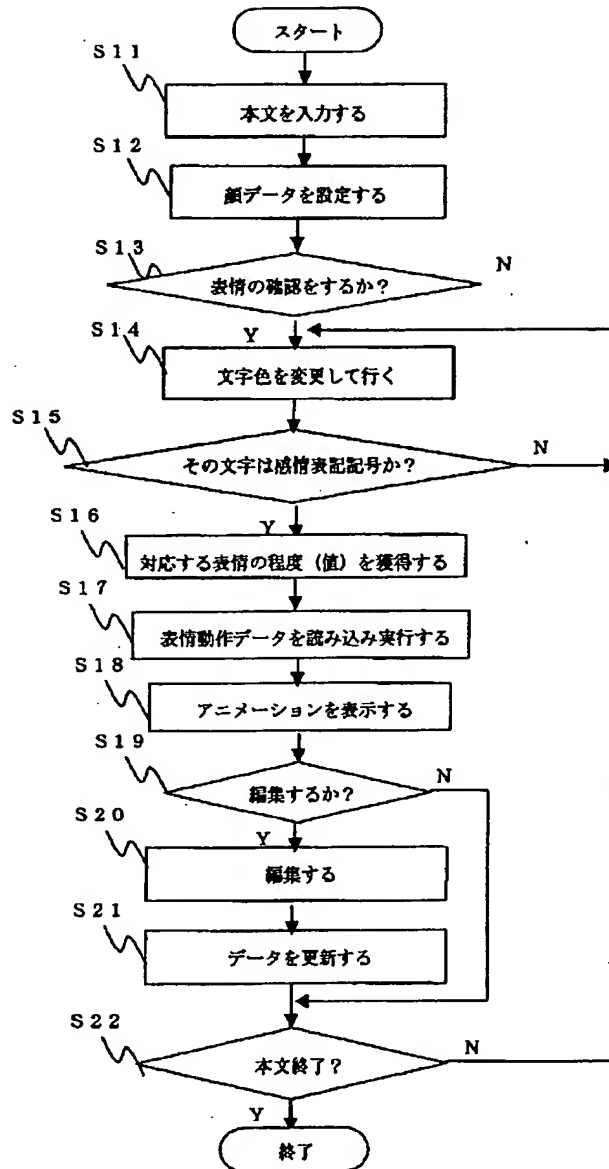 スタート
S11
本文を入力する
S12
顔データを設定する
S13
表情の確認をするか？
N
Y
S14
文字色を変更して行く
S15
その文字は感情表記記号か？
N
Y
S16
対応する表情の程度（値）を獲得する
S17
表情動作データを読み込み実行する
S18
アニメーションを表示する
S19
編集するか？
N
Y
S20
編集する
S21
データを更新する
S22
本文終了？
N
Y
終了